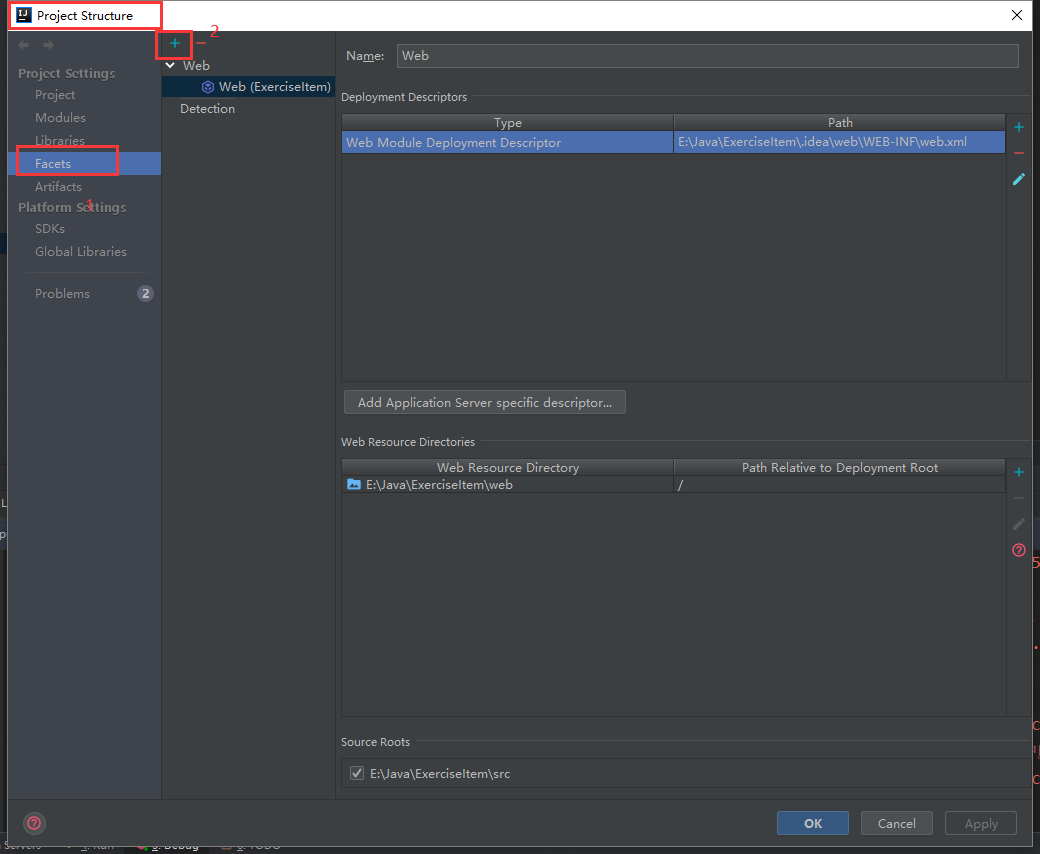 Project Structure
2
Project Settings
Project
Modules
Libraries
Facets
Artifacts
1
Platform Settings
SDKs
Global Libraries
Problems
2
Web
Web (ExerciseItem)
Detection
Name: Web
Deployment Descriptors
Type Path
Web Module Deployment Descriptor E:\Java\ExerciseItem\.idea\web\WEB-INF\web.xml
Add Application Server specific descriptor...
Web Resource Directories
Web Resource Directory Path Relative to Deployment Root
E:\Java\ExerciseItem\web /
Source Roots
E:\Java\ExerciseItem\src
OK Cancel Apply